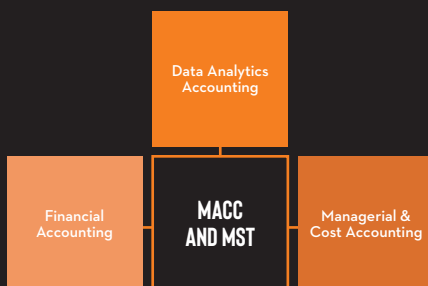 Data Analytics
Accounting
Financial
Accounting
MACC
AND MST
Managerial &
Cost Accounting